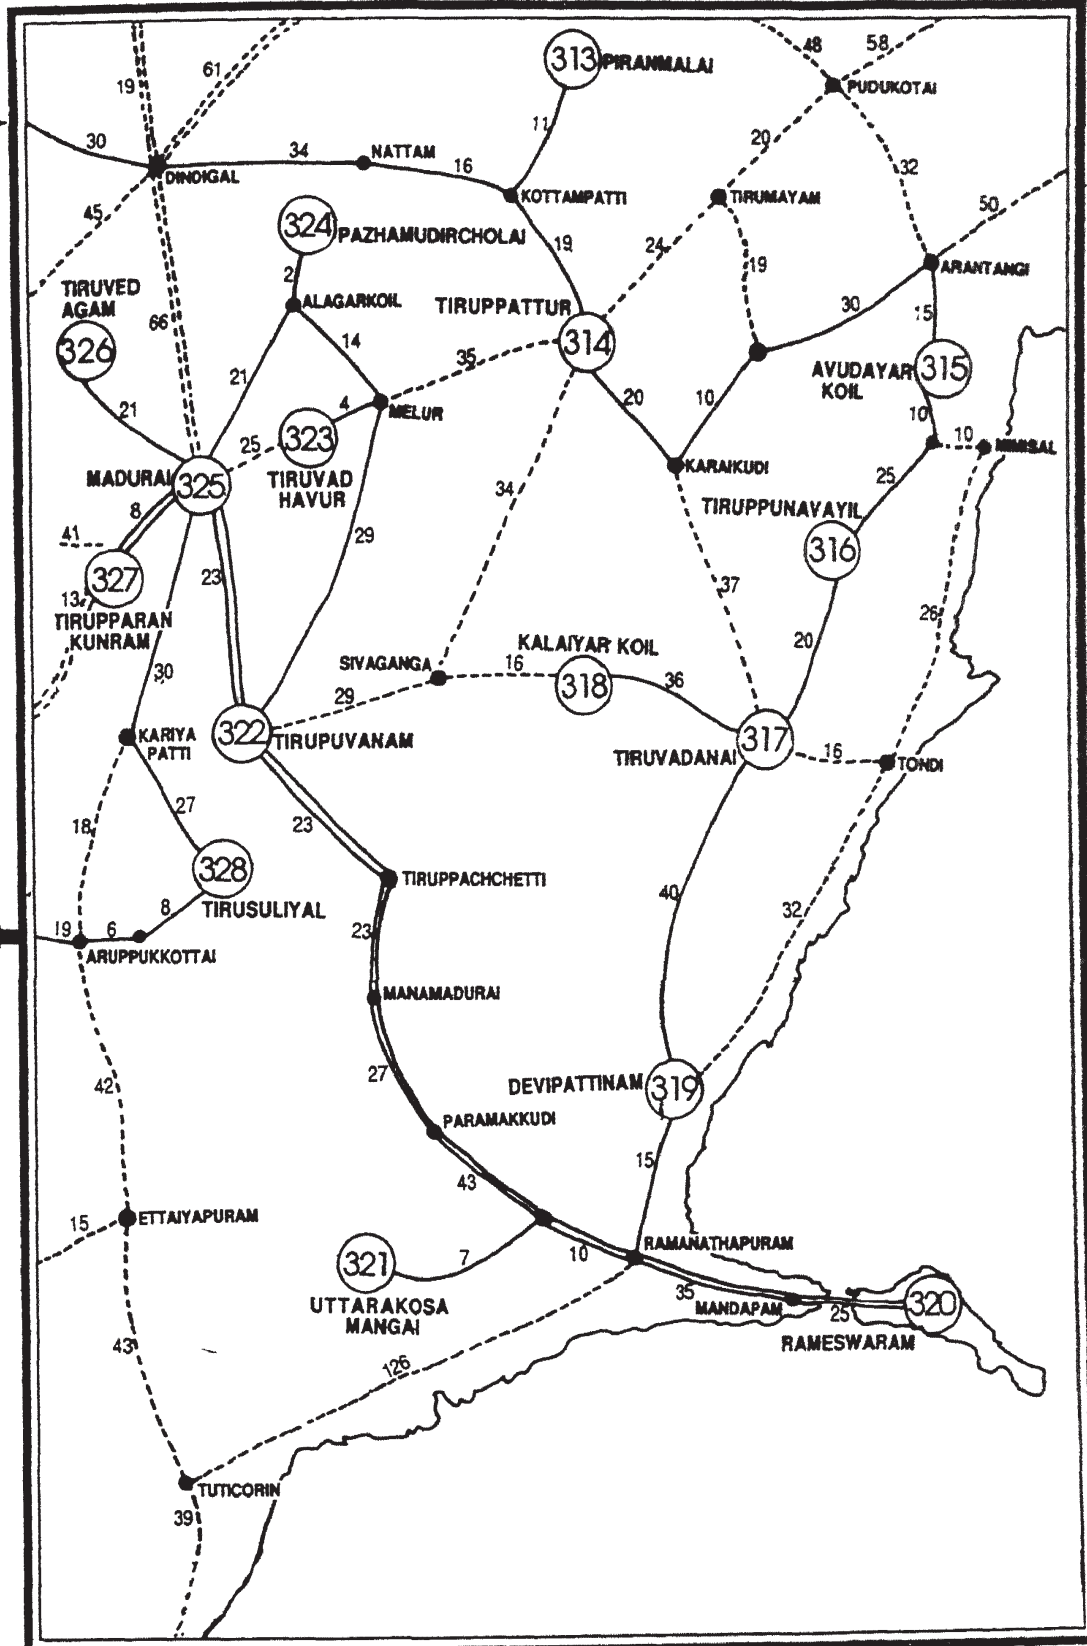 48
58
19
61
313
PIRANMALAI
PUDUKOTAI
11
30
34
NATTAM
20
32
DINDIGAL
16
KOTTAMPATTI
TIRUMAYAM
45
324
PAZHAMUDIRCHOLAI
19
24
50
2
19
ARANTANGI
TIRUVED
AGAM
ALAGARKOIL
TIRUPPATTUR
30
15
66
326
14
35
314
AVUDAYAR
KOIL
315
21
21
4
MELUR
20
10
10
10
MIMISAL
25
323
KARAIKUDI
MADURAI
325
TIRUVAD
HAVUR
34
25
8
TIRUPPUNAVAYIL
41
29
316
327
23
37
13
26
TIRUPPARAN
KUNRAM
KALAIYAR KOIL
20
30
SIVAGANGA
16
318
36
29
KARIYA
PATTI
322
TIRUPUVANAM
TIRUVADANAI
317
16
TONDI
27
18
23
328
TIRUPPACHCHETTI
40
TIRUSULIYAL
8
32
19
6
23
ARUPPUKKOTTAI
MANAMADURAI
42
27
DEVIPATTINAM
319
PARAMAKKUDI
15
43
15
ETTAIYAPURAM
RAMANATHAPURAM
321
7
10
35
MANDAPAM
25
320
UTTARAKOSA
MANGAI
RAMESWARAM
43
126
TUTICORIN
39